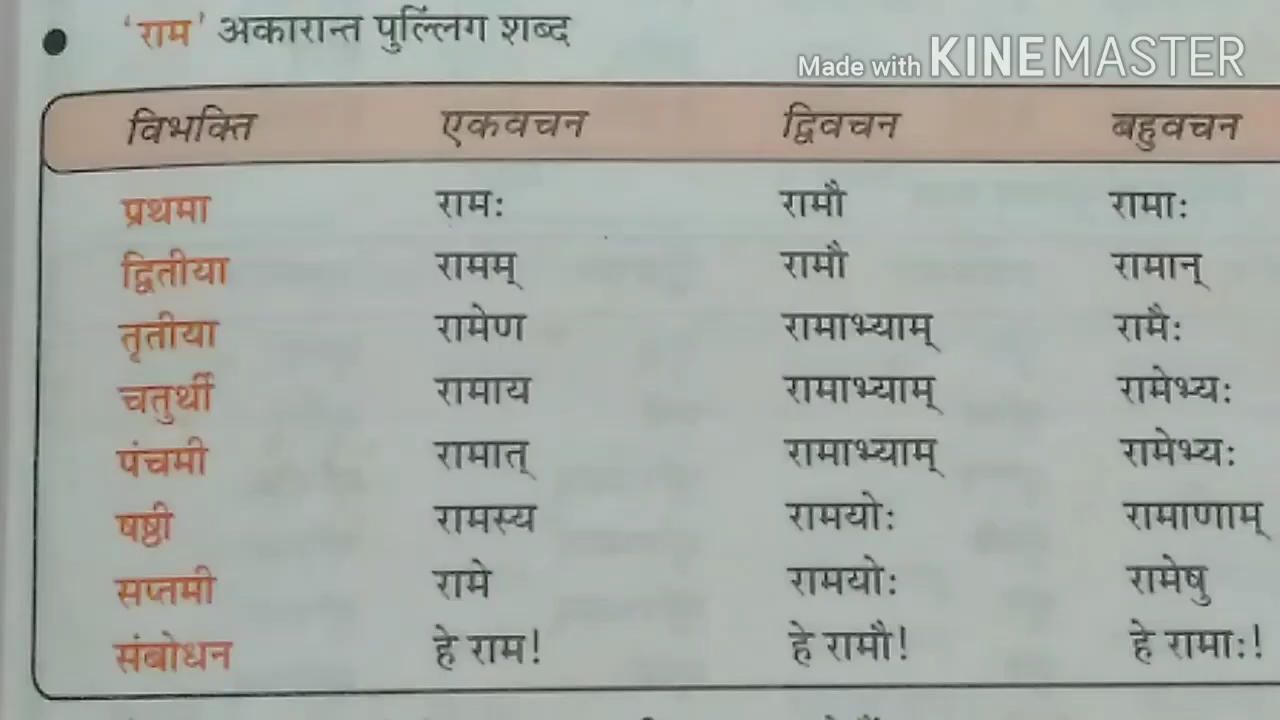 'राम' अकारान्त पुल्लिंग शब्द
Made with KINEMASTER
विभक्ति एकवचन द्विवचन बहुवचन
प्रथमा रामः रामौ रामाः
द्वितीया रामम् रामौ रामान्
तृतीया रामेण रामाभ्याम् रामैः
चतुर्थी रामाय रामाभ्याम् रामेभ्यः
पंचमी रामात् रामाभ्याम् रामेभ्यः
षष्ठी रामस्य रामयोः रामाणाम्
सप्तमी रामे रामयोः रामेषु
संबोधन हे राम! हे रामौ! हे रामाः!